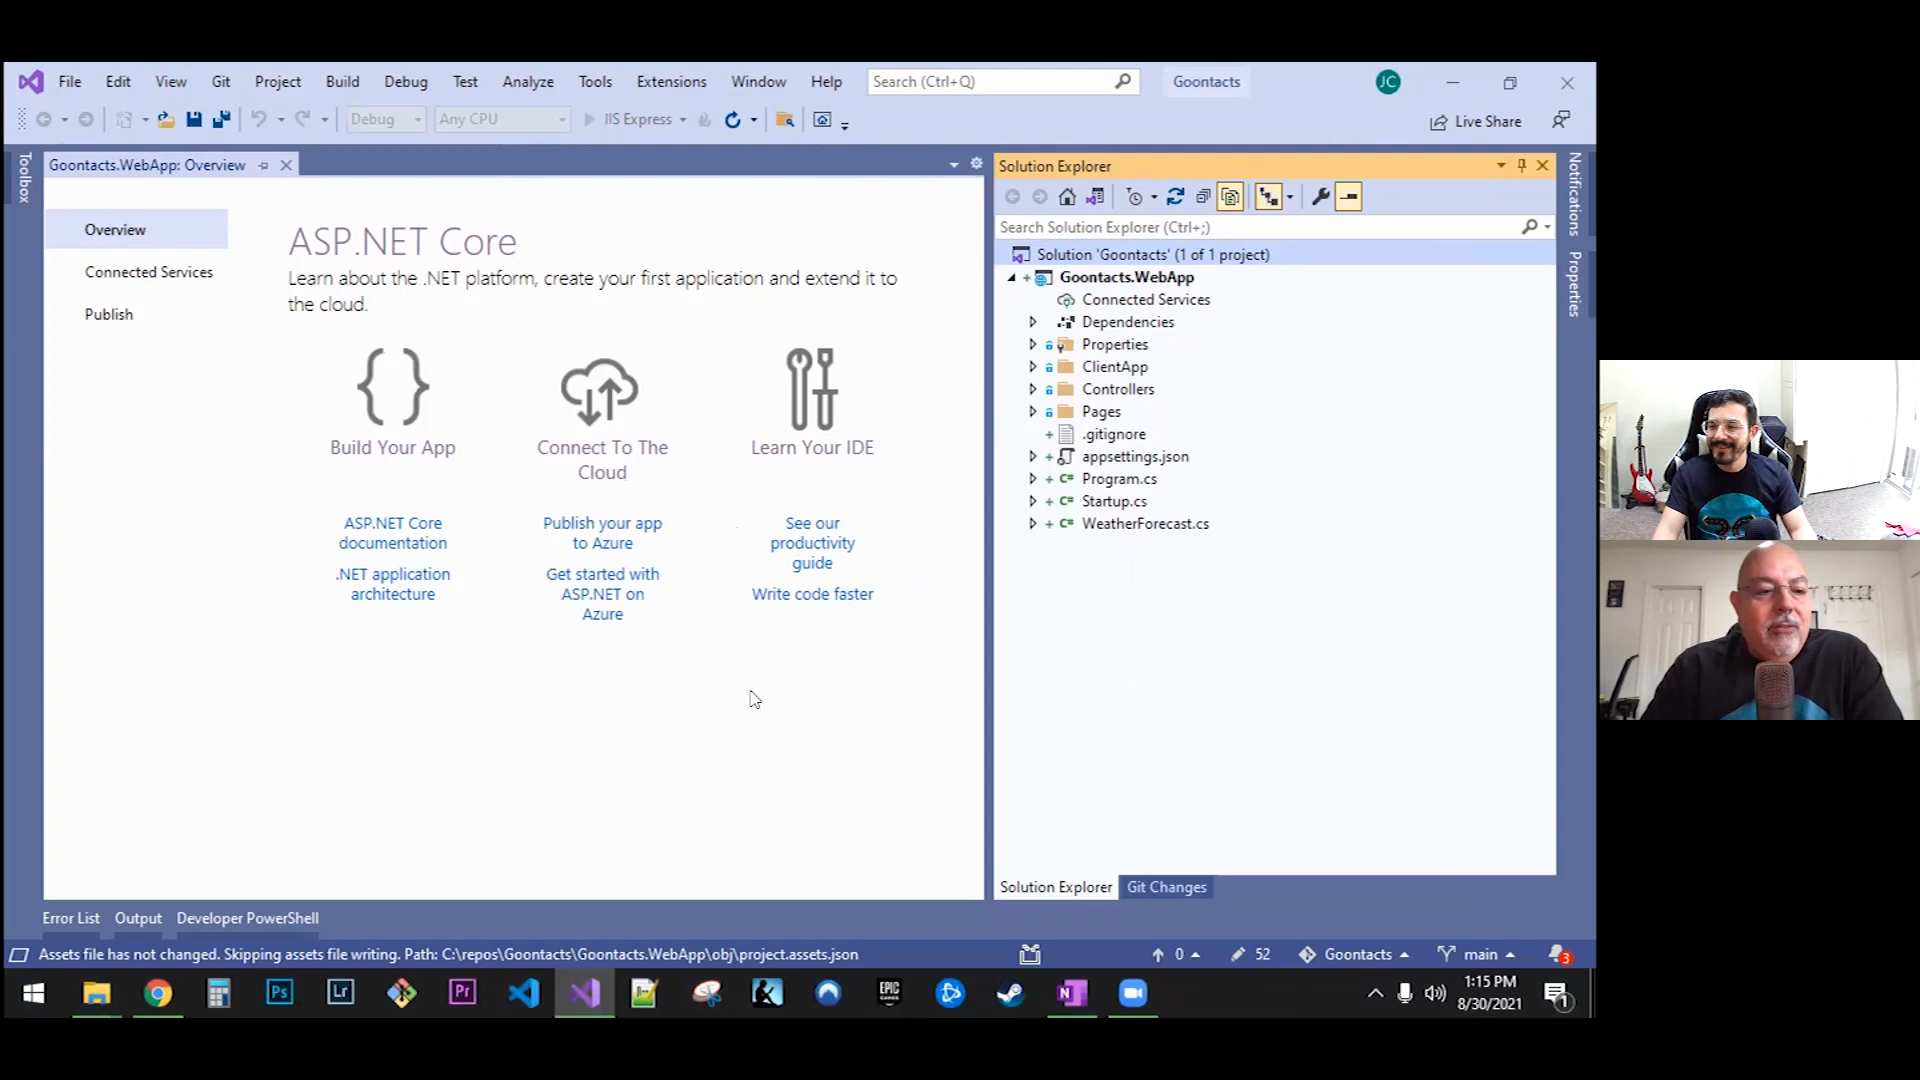 File Edit View Git Project Build Debug Test Analyze Tools Extensions Window Help Search (Ctrl+Q) Goontacts JC
Debug Any CPU IIS Express Live Share
Toolbox
Goontacts.WebApp: Overview
Overview
Connected Services
Publish
ASP.NET Core
Learn about the .NET platform, create your first application and extend it to
the cloud.
Build Your App
Connect To The
Cloud
Learn Your IDE
ASP.NET Core
documentation
.NET application
architecture
Publish your app
to Azure
Get started with
ASP.NET on
Azure
See our
productivity
guide
Write code faster
Solution Explorer
Search Solution Explorer (Ctrl+;)
Solution 'Goontacts' (1 of 1 project)
Goontacts.WebApp
Connected Services
Dependencies
Properties
ClientApp
Controllers
Pages
.gitignore
appsettings.json
C# Program.cs
C# Startup.cs
C# WeatherForecast.cs
Solution Explorer Git Changes
Notifications
Properties
Error List Output Developer PowerShell
Assets file has not changed. Skipping assets file writing. Path: C:\repos\Goontacts\Goontacts.WebApp\obj\project.assets.json 0 52 Goontacts main 3
Ps Lr Pr EPIC GAMES N 1:15 PM
8/30/2021 1